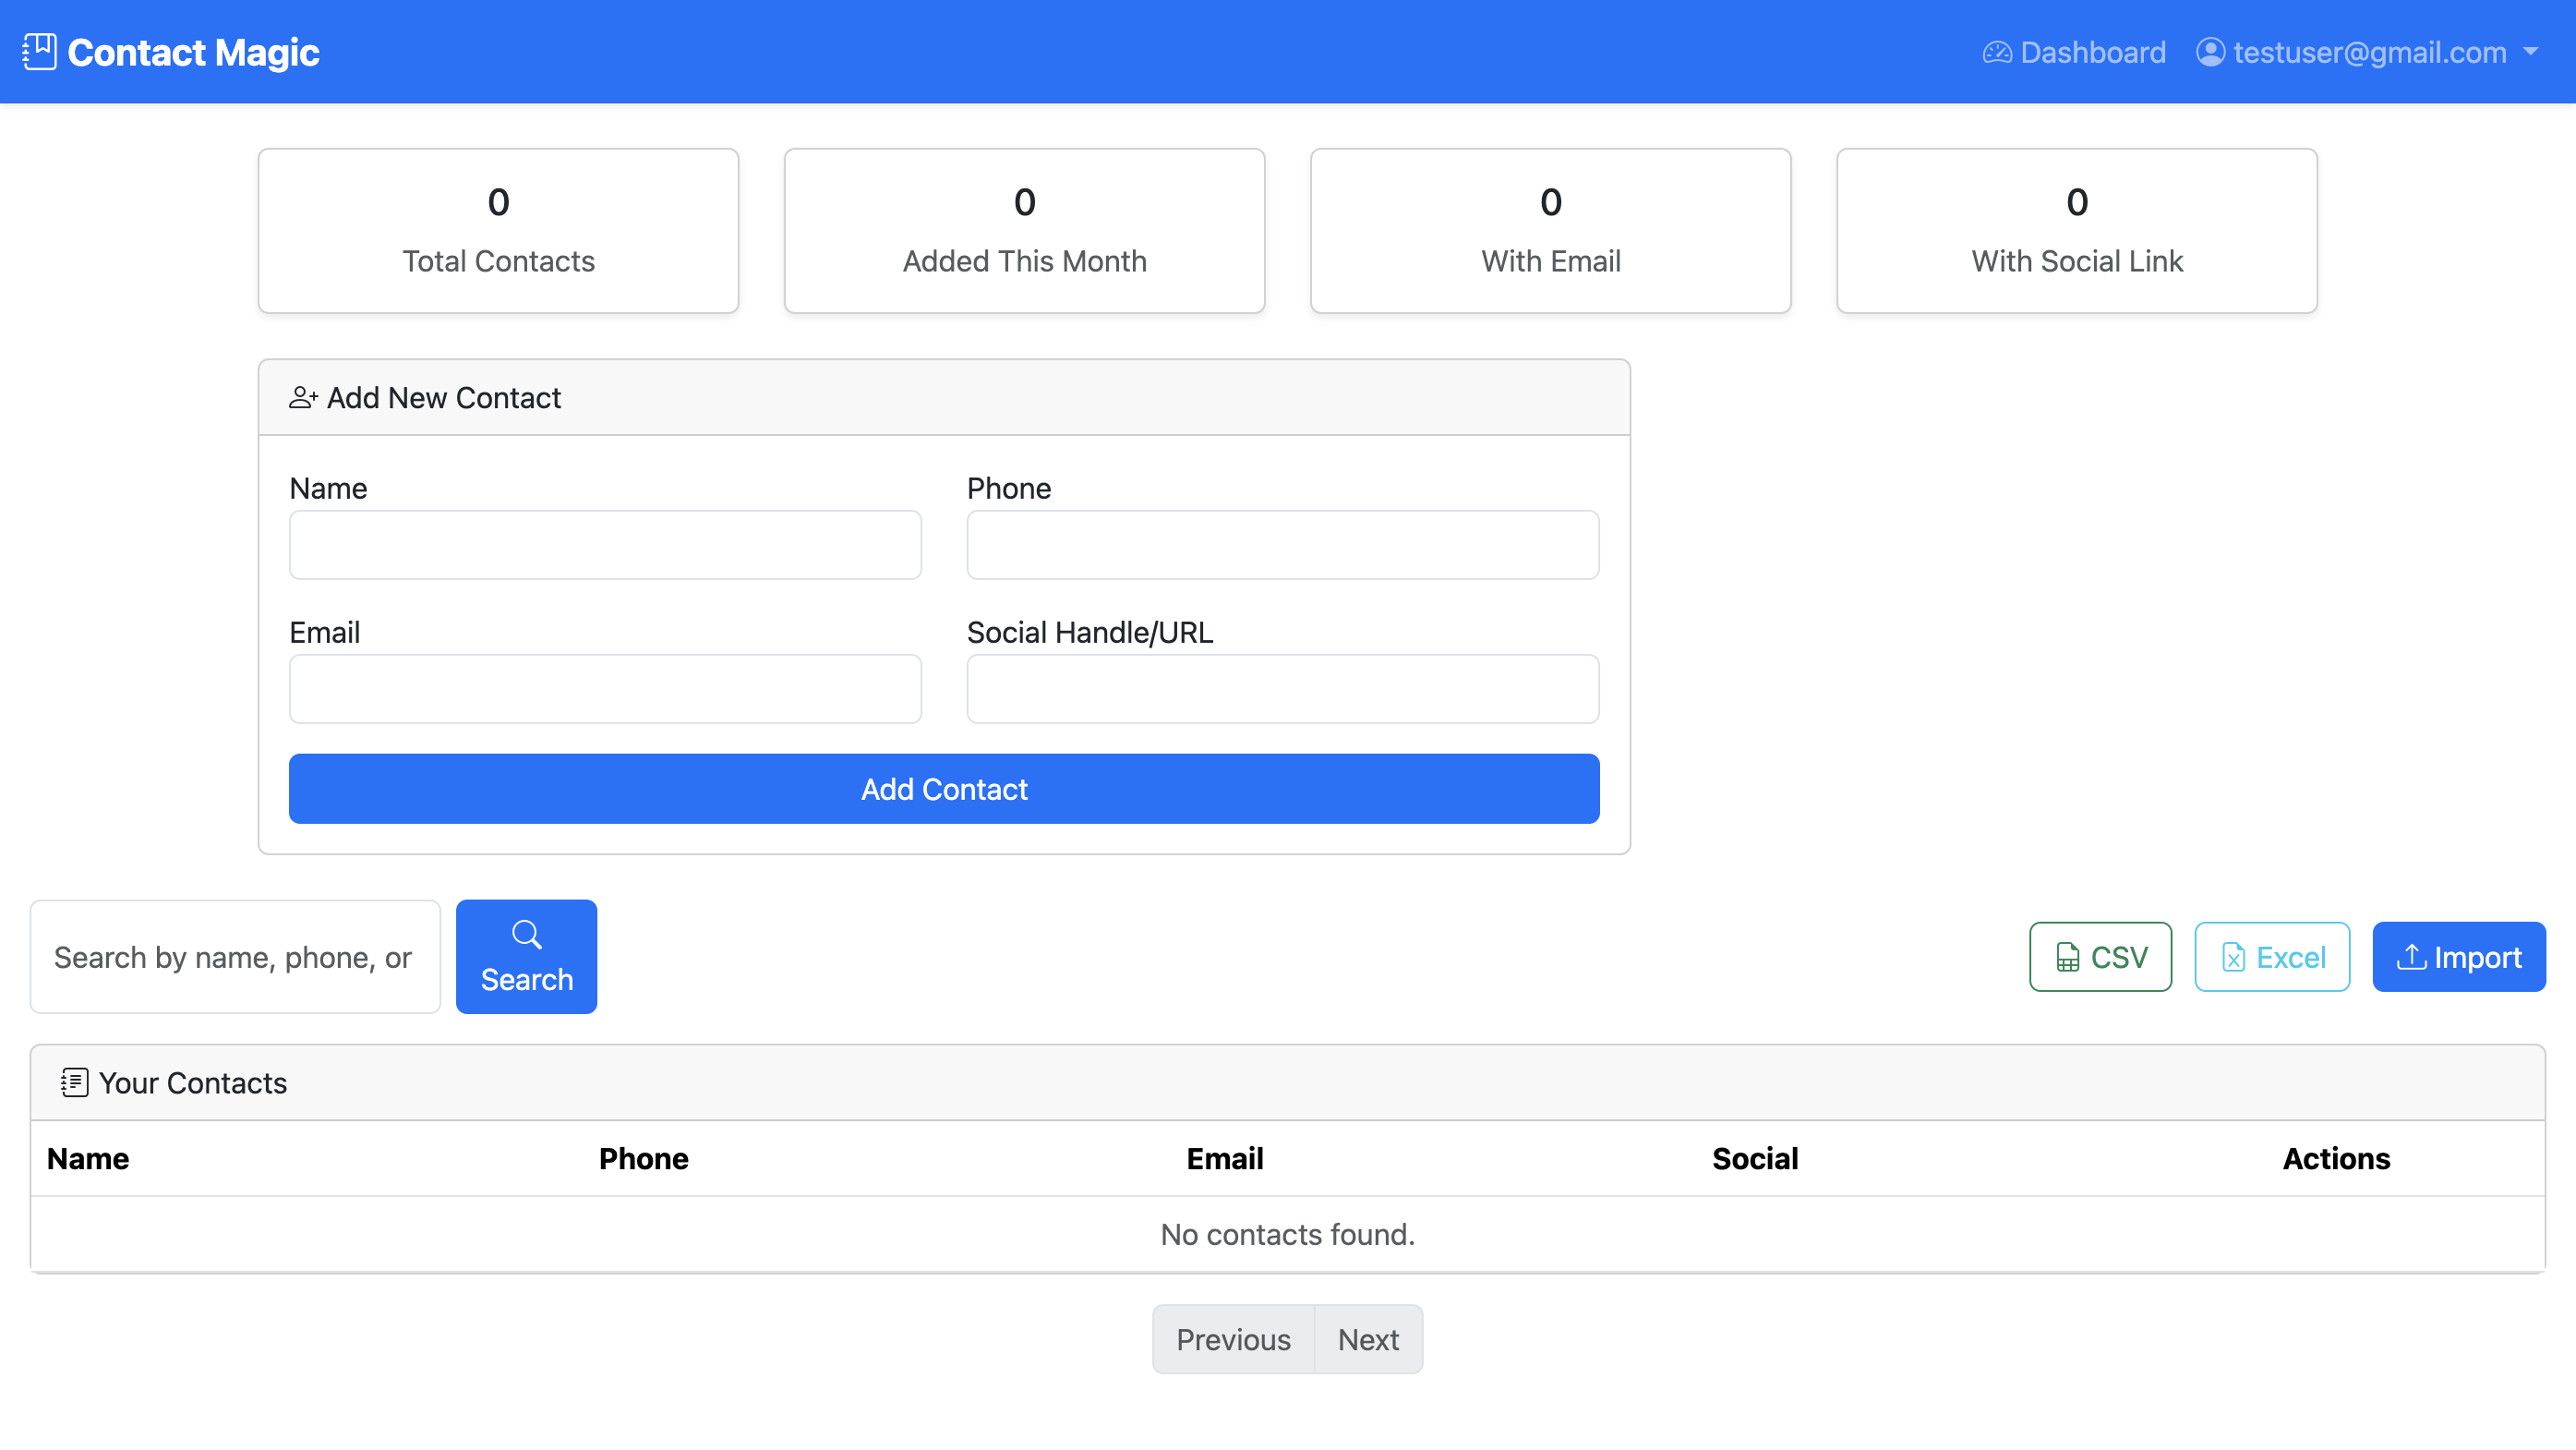 Contact Magic
Dashboard
testuser@gmail.com
0
Total Contacts
0
Added This Month
0
With Email
0
With Social Link
Add New Contact
Name
Phone
Email
Social Handle/URL
Add Contact
Search by name, phone, or
Search
CSV
Excel
Import
Your Contacts
Name Phone Email Social Actions
No contacts found.
Previous
Next